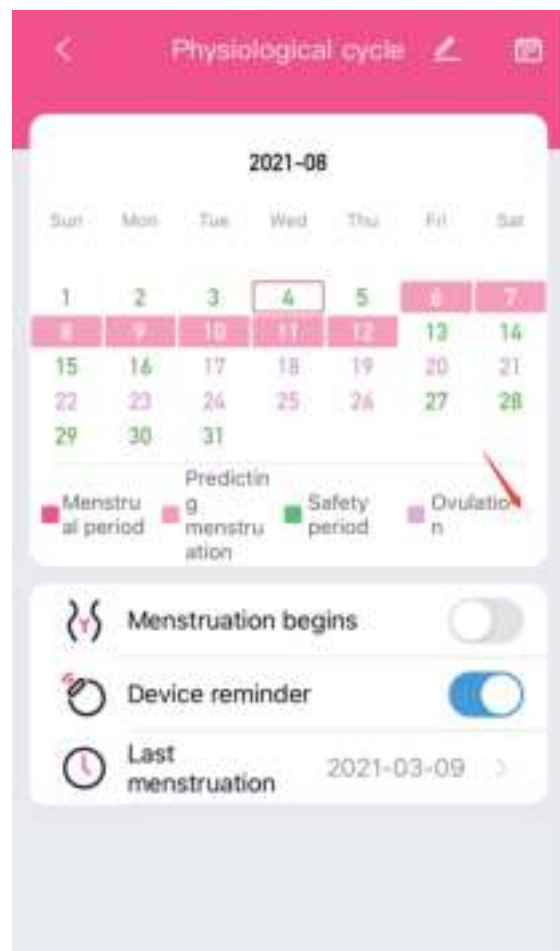 Physiological cycle
2021-08
Sun Mon Tue Wed Thu Fri Sat
1 2 3 4 5 6 7
8 9 10 11 12 13 14
15 16 17 18 19 20 21
22 23 24 25 26 27 28
29 30 31
Menstru
al period
Predictin
g
menstru
ation
Safety
period
Ovulatio
n
Menstruation begins
Device reminder
Last
menstruation
2021-03-09